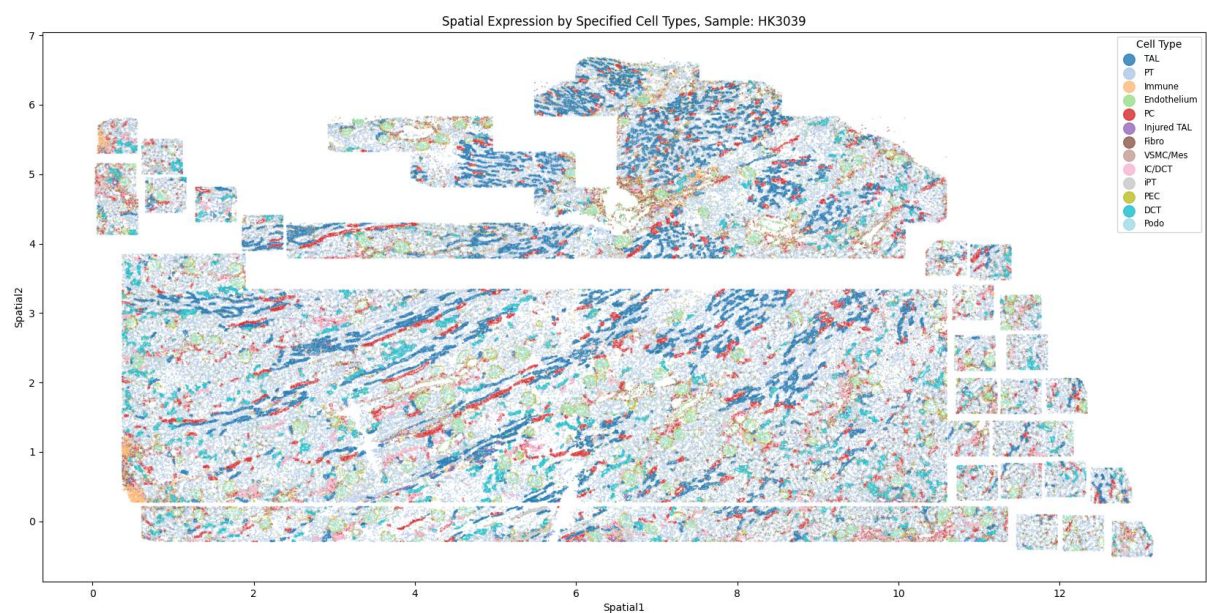 Spatial Expression by Specified Cell Types, Sample: HK3039
Cell Type
TAL
PT
Immune
Endothelium
PC
Injured TAL
Fibro
VSMC/Mes
IC/DCT
iPT
PEC
DCT
Podo
Spatial2
7
6
5
4
3
2
1
0
0 2 4 6 8 10 12
Spatial1